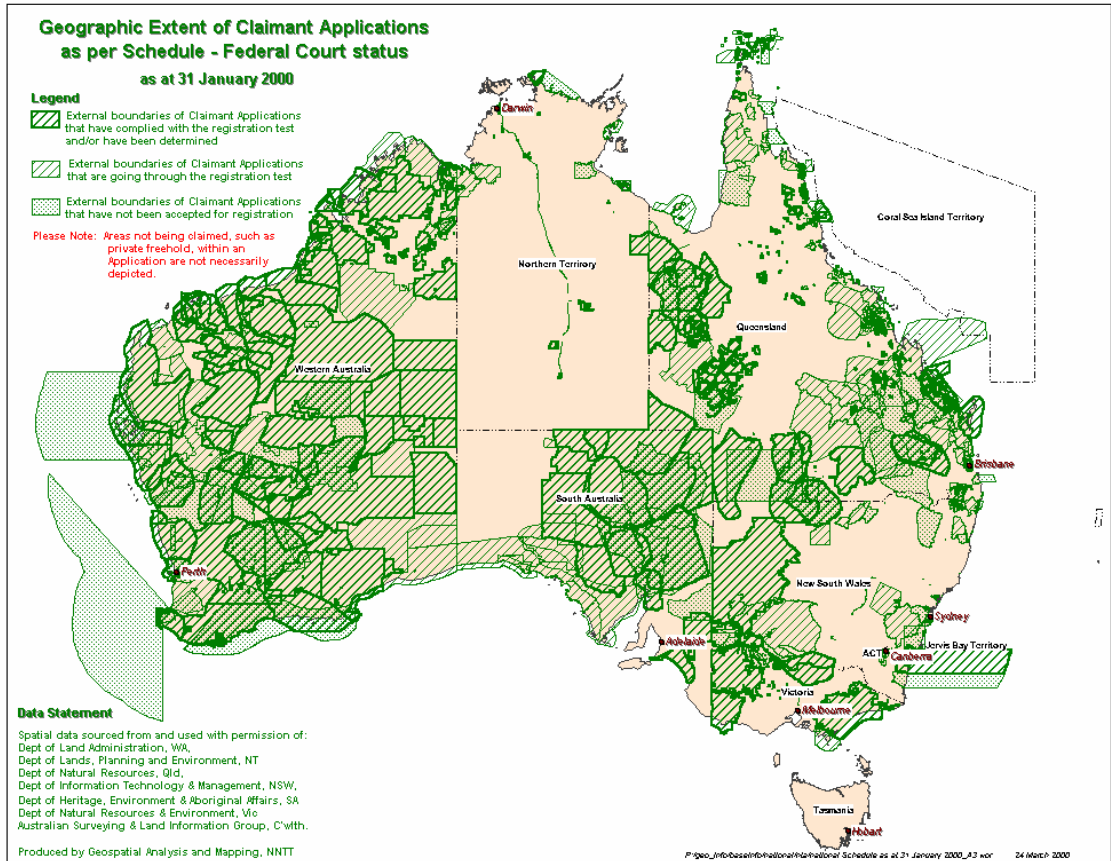 Geographic Extent of Claimant Applications
as per Schedule - Federal Court status
as at 31 January 2000
Legend
External boundaries of Claimant Applications
that have complied with the registration test
and/or have been determined
External boundaries of Claimant Applications
that are going through the registration test
External boundaries of Claimant Applications
that have not been accepted for registration
Please Note: Areas not being claimed, such as
private freehold, within an
Application are not necessarily
depicted.
Darwin
Coral Sea Island Territory
Northern Terrirory
Queensland
Western Australia
Brisbane
South Australia
Perth
New South Wales
Sydney
Adelaide
ACT
Canberra
Jervis Bay Territory
Victoria
Melbourne
Tasmania
Hobart
Data Statement
Spatial data sourced from and used with permission of:
Dept of Land Administration, WA,
Dept of Lands, Planning and Environment, NT
Dept of Natural Resources, Qld,
Dept of Information Technology & Management, NSW,
Dept of Heritage, Environment & Aboriginal Affairs, SA
Dept of Natural Resources & Environment, Vic
Australian Surveying & Land Information Group, C'wlth.
Produced by Geospatial Analysis and Mapping, NNTT
Schedule as at 31 January 2000_A3 wor 24 March 2000